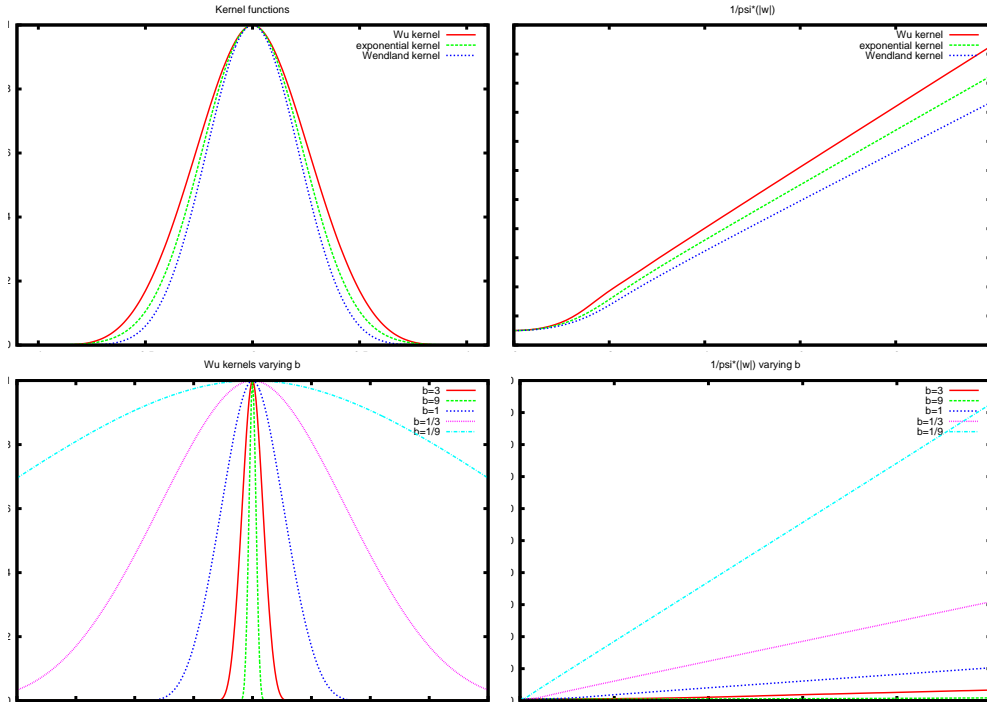 Kernel functions
Wu kernel
exponential kernel
Wendland kernel
1/psi*(|w|)
Wu kernel
exponential kernel
Wendland kernel
Wu kernels varying b
b=3
b=9
b=1
b=1/3
b=1/9
1/psi*(|w|) varying b
b=3
b=9
b=1
b=1/3
b=1/9